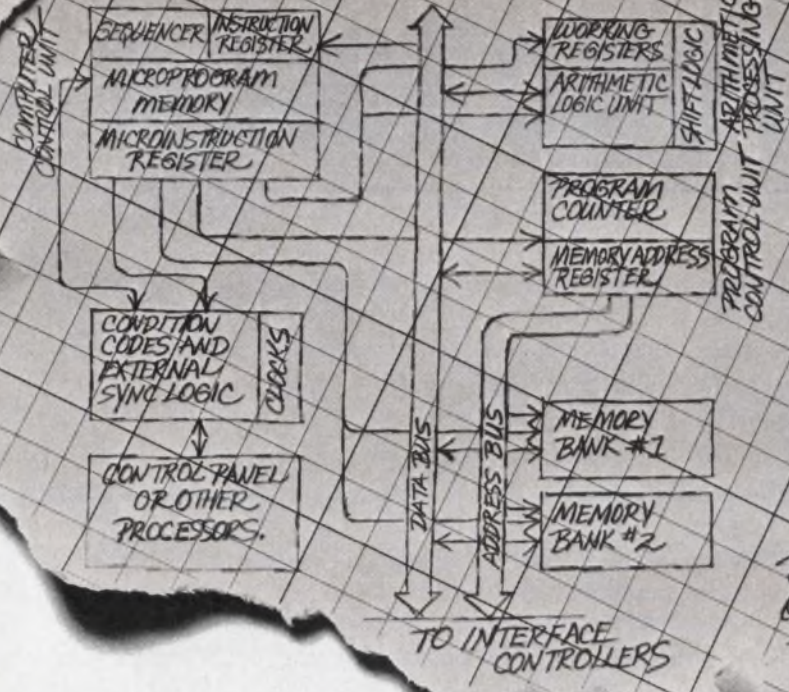 COMPUTER
CONTROL UNIT
SEQUENCER
INSTRUCTION
REGISTER
MICROPROGRAM
MEMORY
MICROINSTRUCTION
REGISTER
WORKING
REGISTERS
ARITHMETIC
LOGIC UNIT
SHIFT LOGIC
ARITHMETIC
PROCESSING
UNIT
PROGRAM
COUNTER
MEMORY ADDRESS
REGISTER
PROGRAM
CONTROL UNIT
CONDITION
CODES AND
EXTERNAL
SYNC LOGIC
CLOCKS
CONTROL PANEL
OR OTHER
PROCESSORS.
DATA BUS
ADDRESS BUS
MEMORY
BANK #1
MEMORY
BANK #2
TO INTERFACE
CONTROLLERS